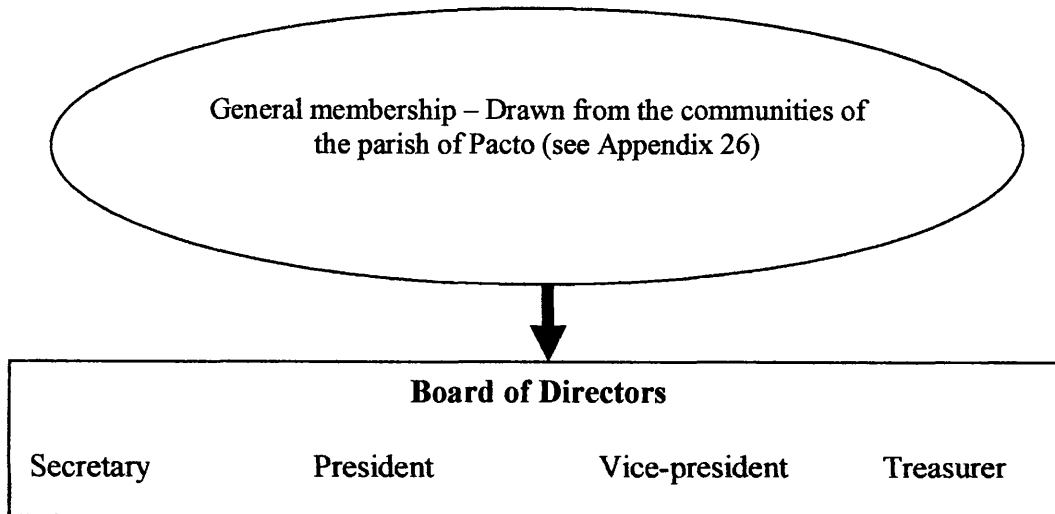 General membership – Drawn from the communities of
the parish of Pacto (see Appendix 26)
Board of Directors
Secretary President Vice-president Treasurer